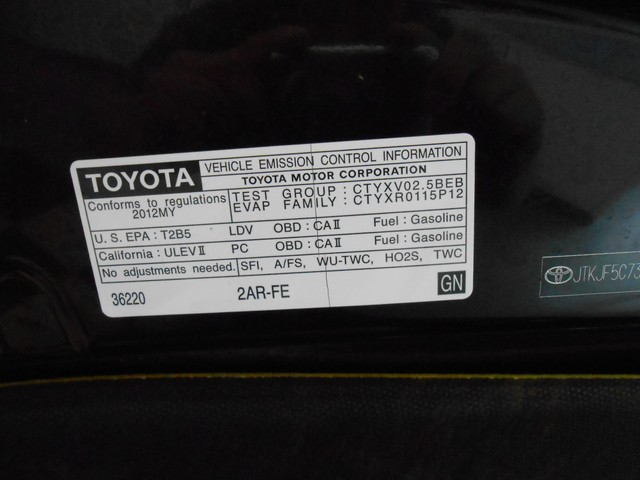 TOYOTA VEHICLE EMISSION CONTROL INFORMATION
TOYOTA MOTOR CORPORATION
Conforms to regulations
2012MY
TEST GROUP : CTYXV02.5BEB
EVAP FAMILY : CTYXR0115P12
U.S. EPA : T2B5 LDV OBD : CAⅡ Fuel : Gasoline
California : ULEVⅡ PC OBD : CAⅡ Fuel : Gasoline
No adjustments needed. SFI, A/FS, WU-TWC, HO2S, TWC
36220 2AR-FE GN
JTKJF5C73